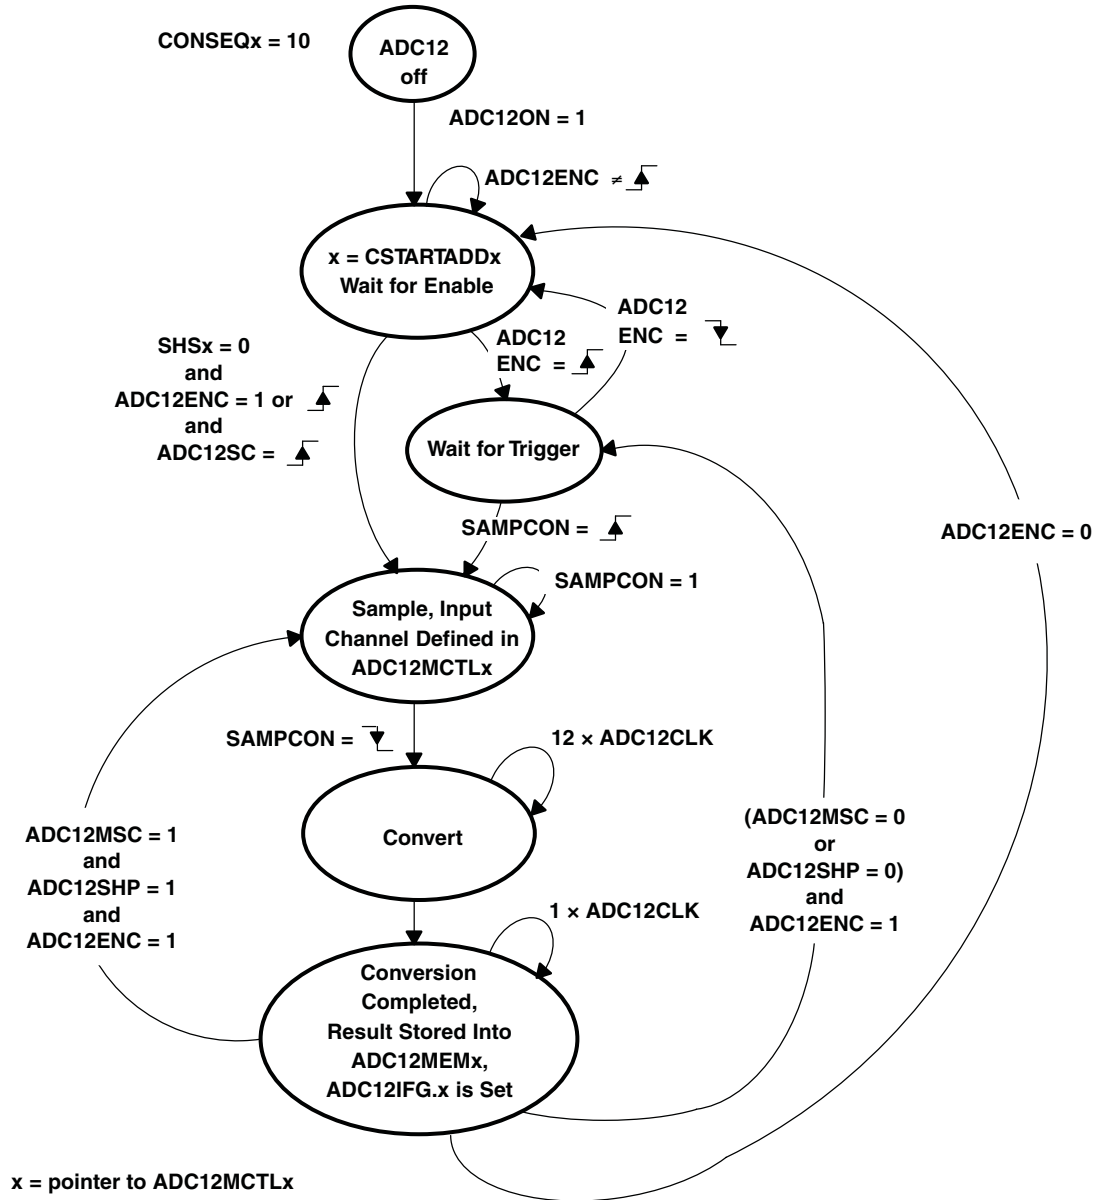 CONSEQx = 10
ADC12
off
ADC12ON = 1
ADC12ENC ≠
x = CSTARTADDx
Wait for Enable
ADC12
ENC =
ADC12
ENC =
SHSx = 0
and
ADC12ENC = 1 or
and
ADC12SC =
Wait for Trigger
SAMPCON =
ADC12ENC = 0
SAMPCON = 1
Sample, Input
Channel Defined in
ADC12MCTLx
SAMPCON =
12 × ADC12CLK
Convert
ADC12MSC = 1
and
ADC12SHP = 1
and
ADC12ENC = 1
(ADC12MSC = 0
or
ADC12SHP = 0)
and
ADC12ENC = 1
1 × ADC12CLK
Conversion
Completed,
Result Stored Into
ADC12MEMx,
ADC12IFG.x is Set
x = pointer to ADC12MCTLx